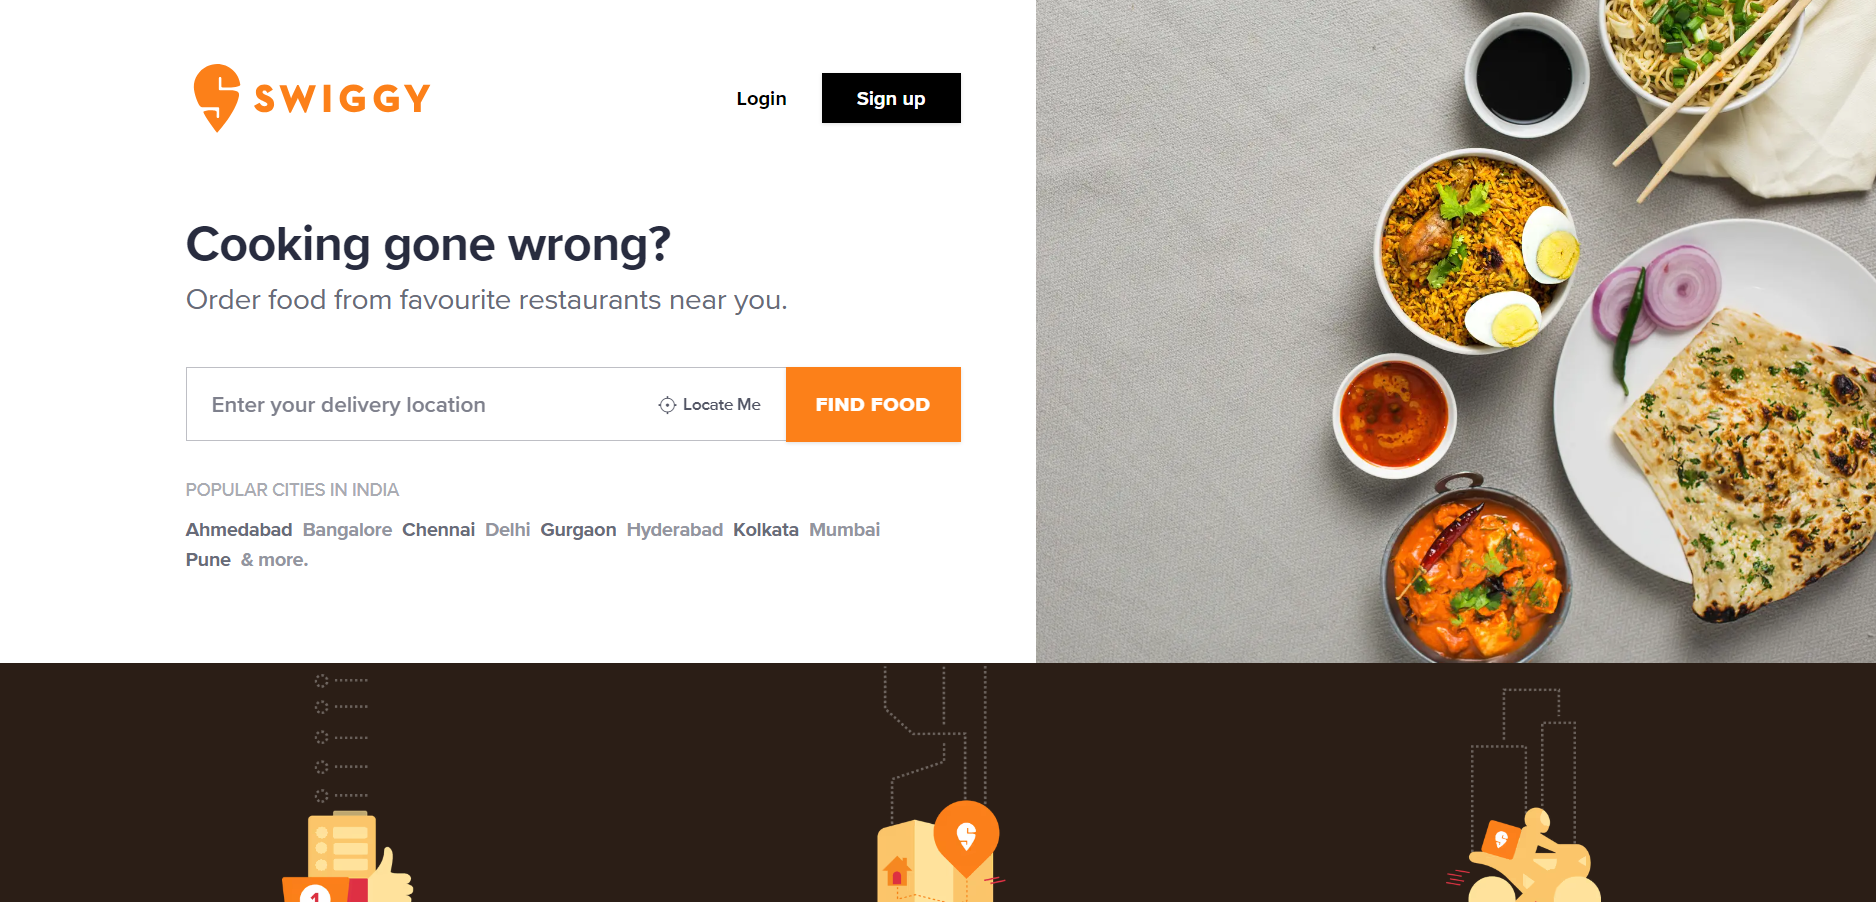 SWIGGY
Login
Sign up
Cooking gone wrong?
Order food from favourite restaurants near you.
Enter your delivery location
Locate Me
FIND FOOD
POPULAR CITIES IN INDIA
Ahmedabad Bangalore Chennai Delhi Gurgaon Hyderabad Kolkata Mumbai
Pune & more.
1